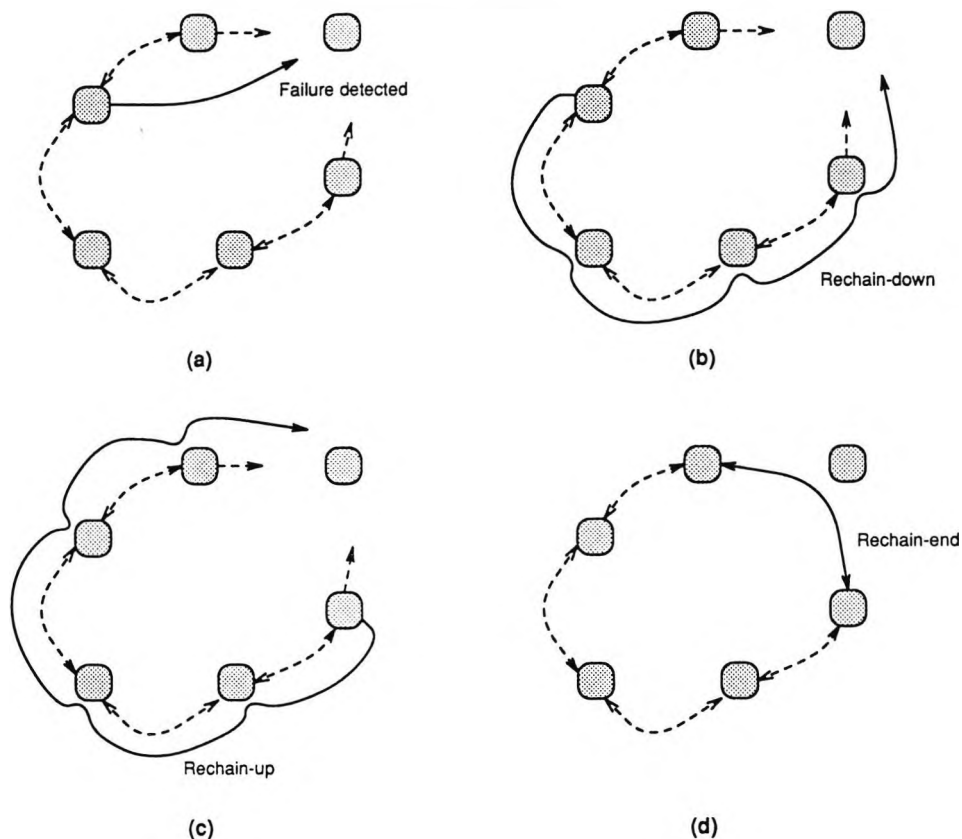 Failure detected
(a)
Rechain-down
(b)
Rechain-up
(c)
Rechain-end
(d)